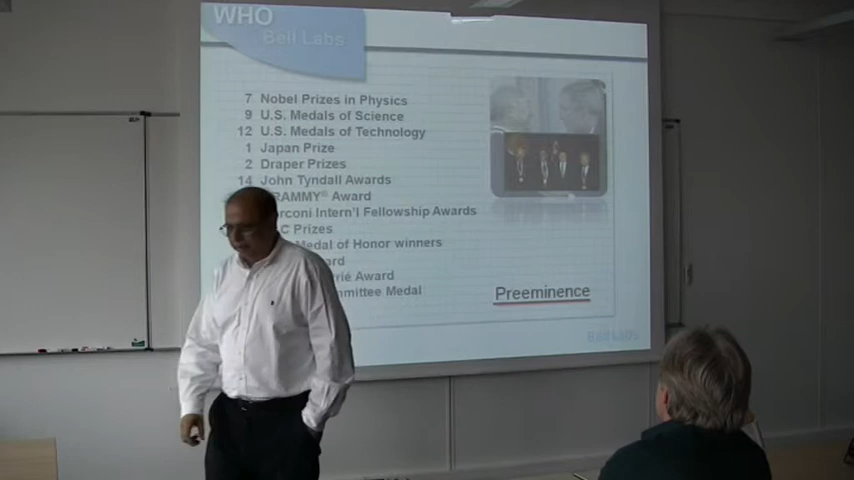 WHO
Bell Labs
7 Nobel Prizes in Physics
9 U.S. Medals of Science
12 U.S. Medals of Technology
1 Japan Prize
2 Draper Prizes
14 John Tyndall Awards
RAMMY® Award
rconi Intern'l Fellowship Awards
C Prizes
Medal of Honor winners
ard
rié Award
mmittee Medal
Preeminence
Bell Labs